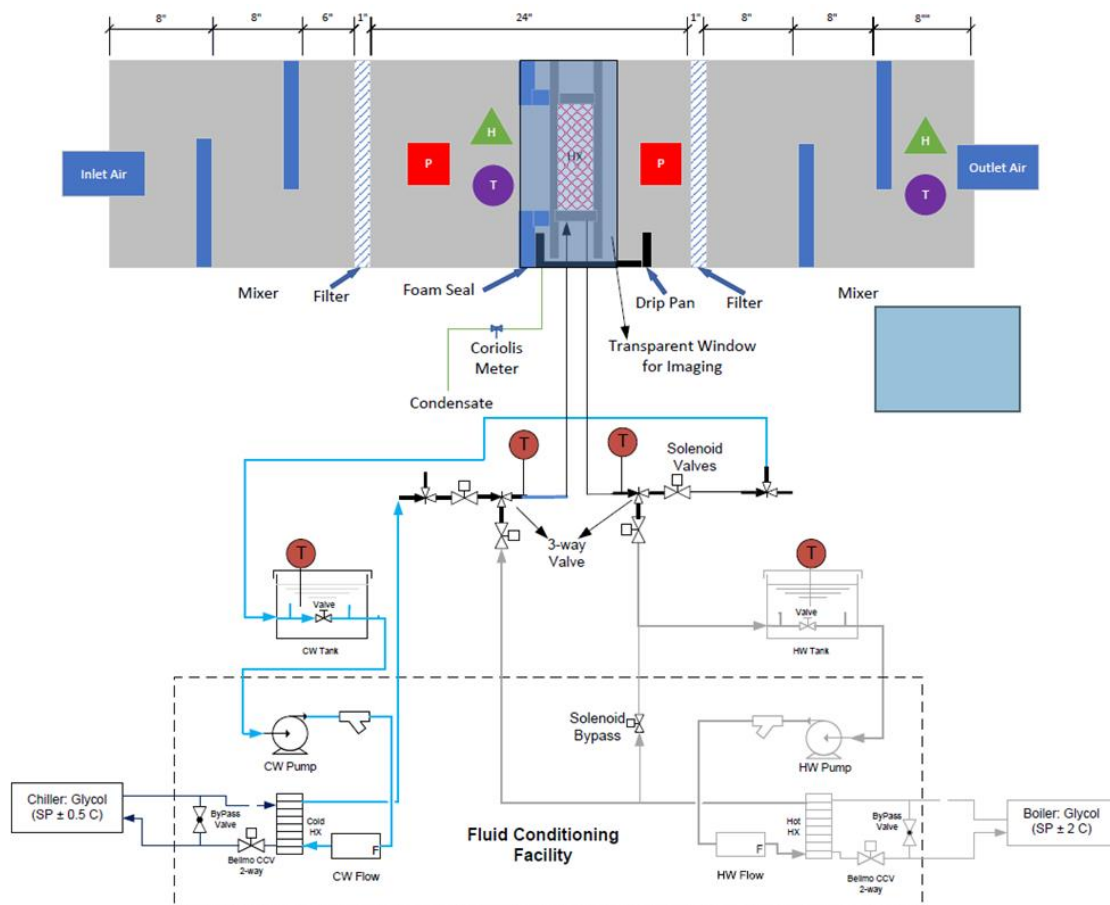 8" 8" 6" 1" 24" 1" 8" 8" 8""
H H
P HX P
Inlet Air T T Outlet Air
Mixer Filter Foam Seal Drip Pan Filter Mixer
Coriolis
Meter
Transparent Window
for Imaging
Condensate
T T
Solenoid
Valves
3-way
Valve
T T
Valve Valve
CW Tank HW Tank
Solenoid
Bypass
CW Pump HW Pump
Chiller: Glycol
(SP ± 0.5 C)
ByPass
Valve
Cold
HX
Belimo CCV
2-way
F
CW Flow
Fluid Conditioning
Facility
F
HW Flow
Hot
HX
ByPass
Valve
Belimo CCV
2-way
Boiler: Glycol
(SP ± 2 C)